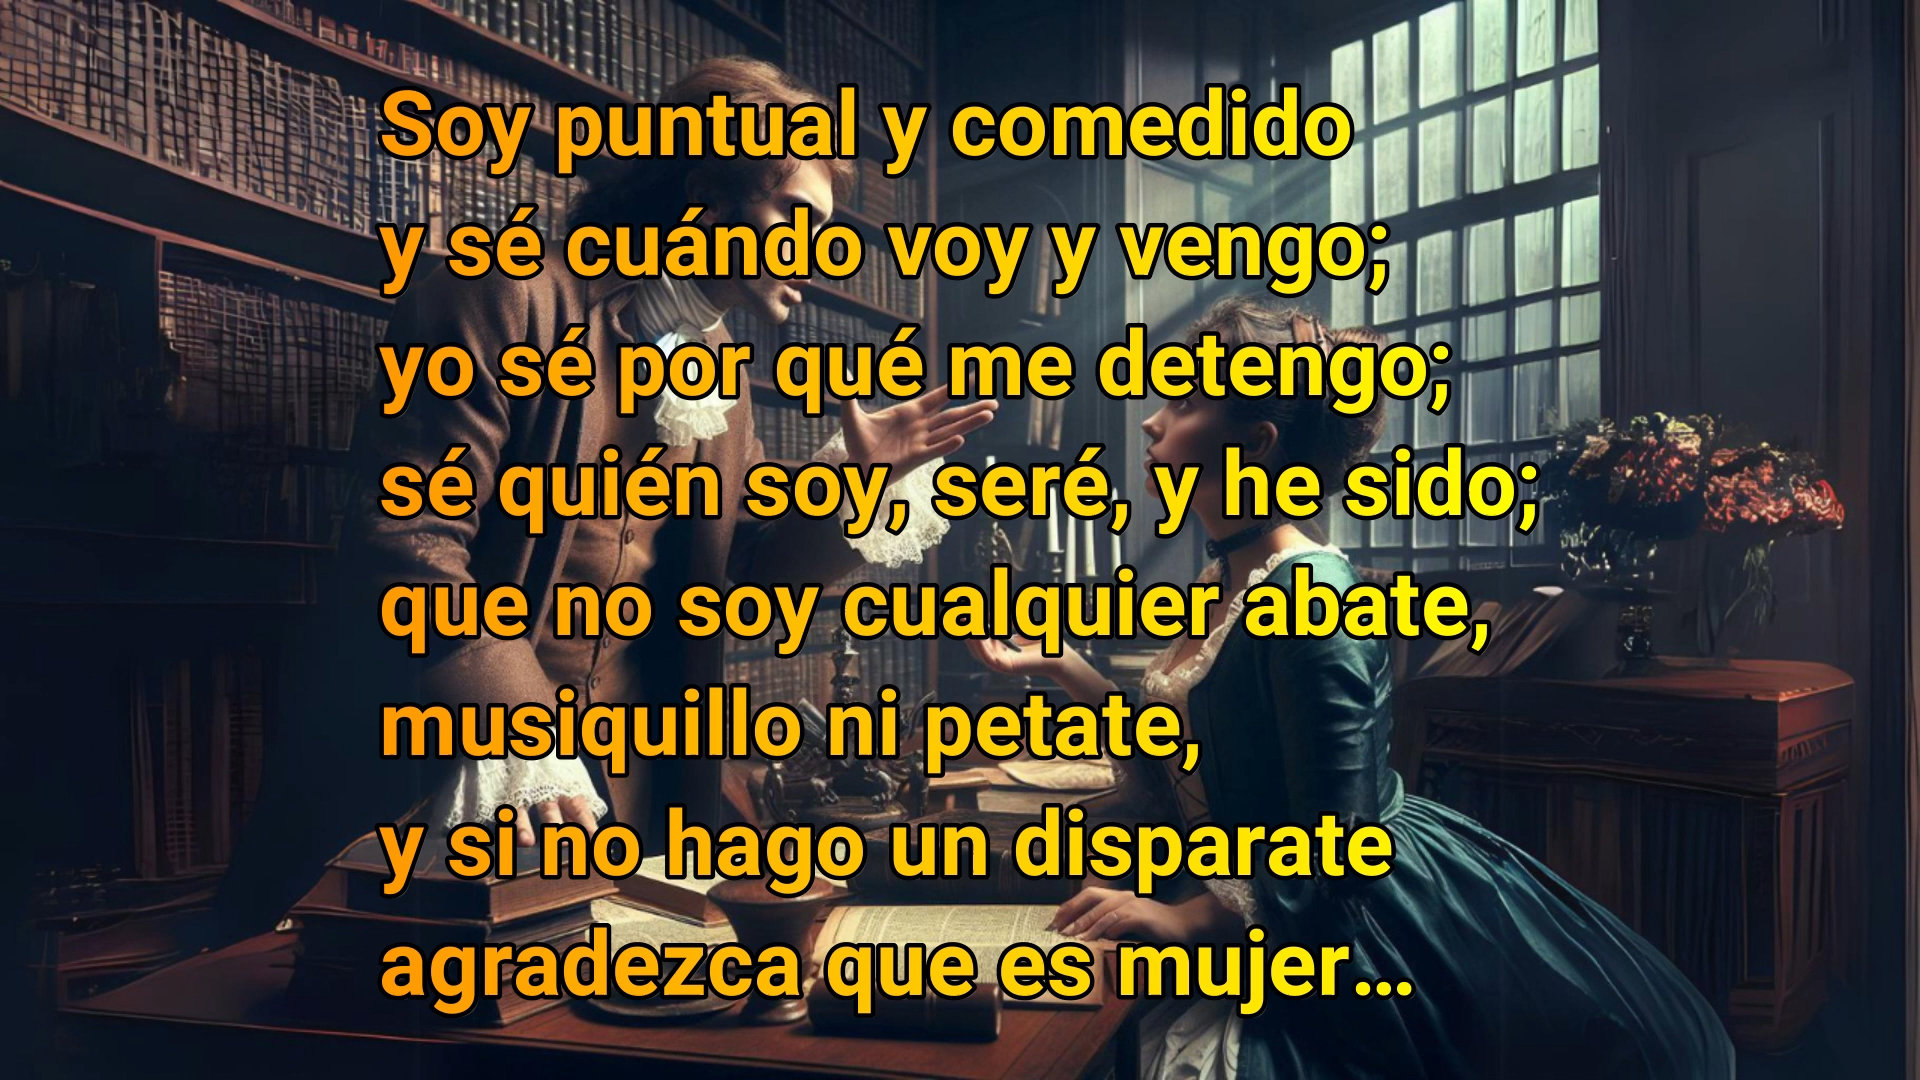 Soy puntual y comedido
y sé cuándo voy y vengo;
yo sé por qué me detengo;
sé quién soy, seré, y he sido;
que no soy cualquier abate,
musiquillo ni petate,
y si no hago un disparate
agradezca que es mujer...